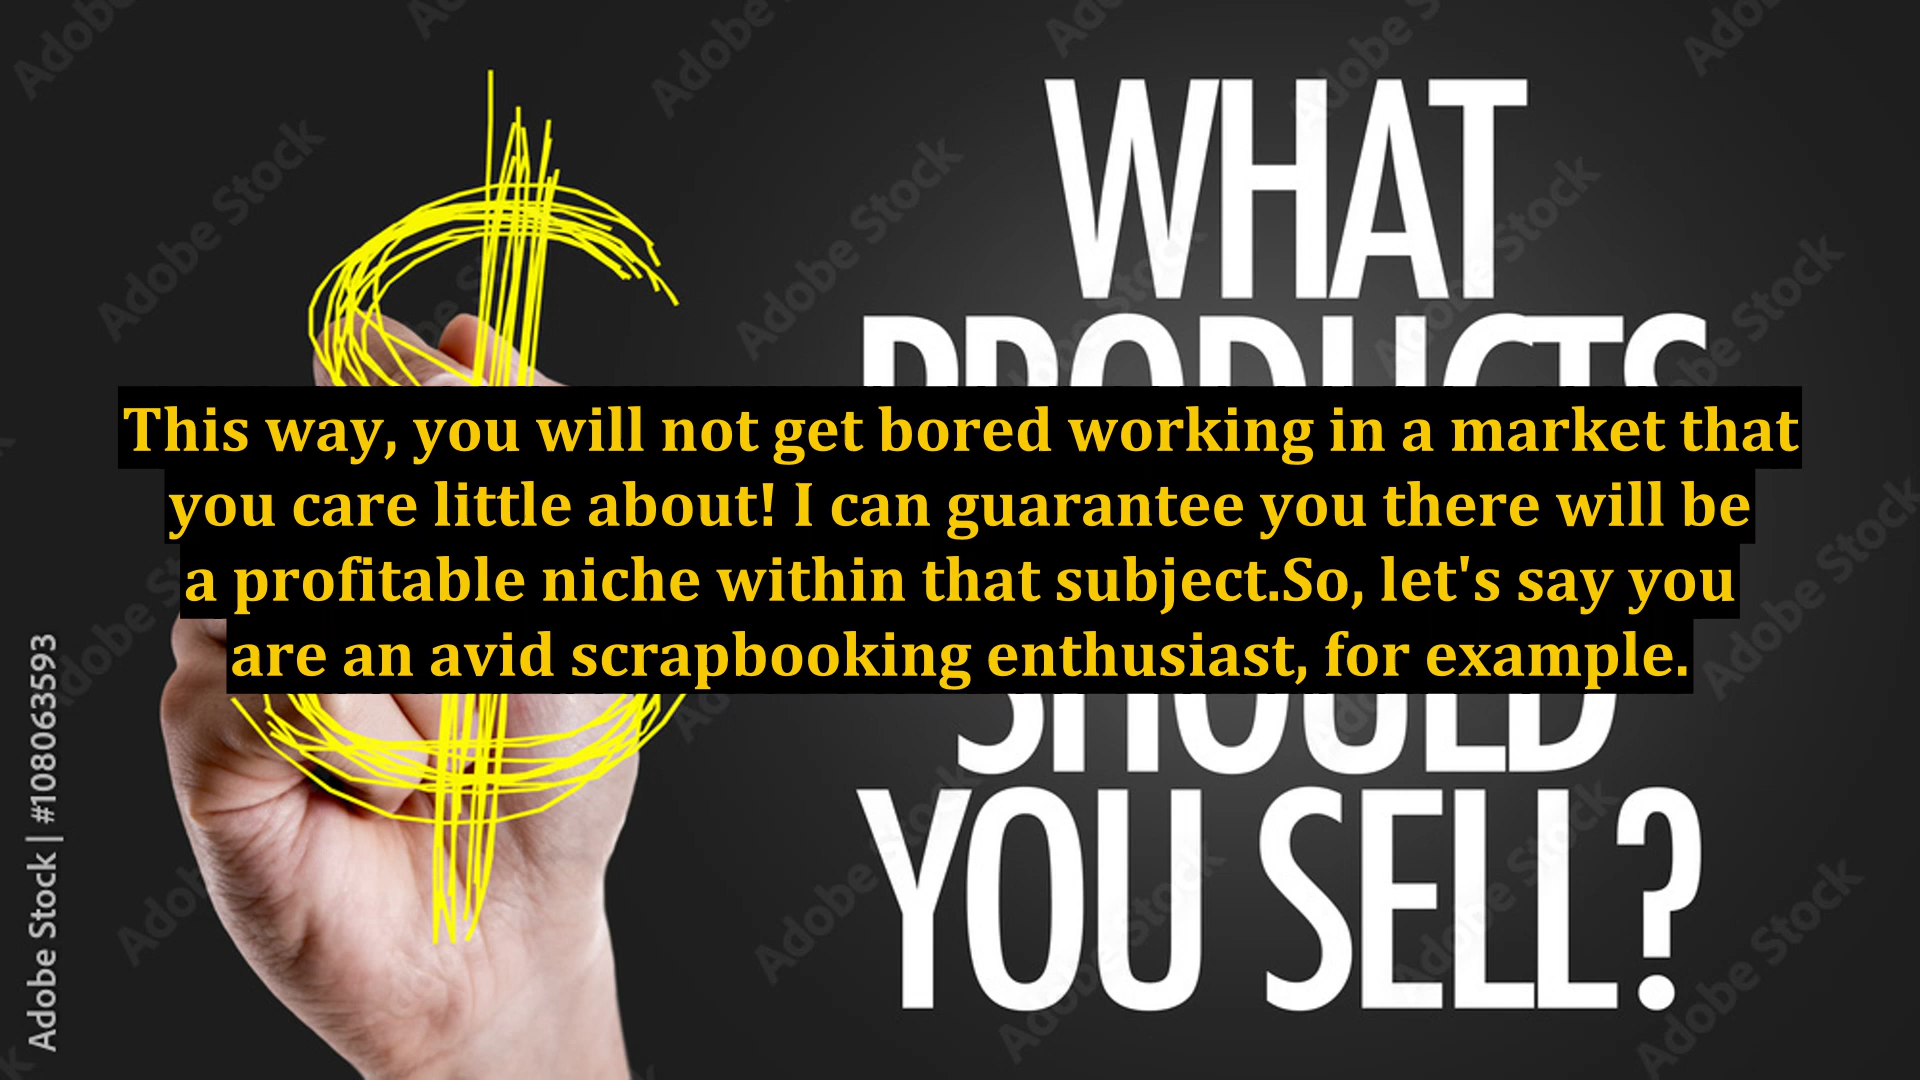 WHAT
PRODUCTS
This way, you will not get bored working in a market that
you care little about! I can guarantee you there will be
a profitable niche within that subject.So, let's say you
are an avid scrapbooking enthusiast, for example.
SHOULD
YOU SELL?
Adobe Stock | #108063593